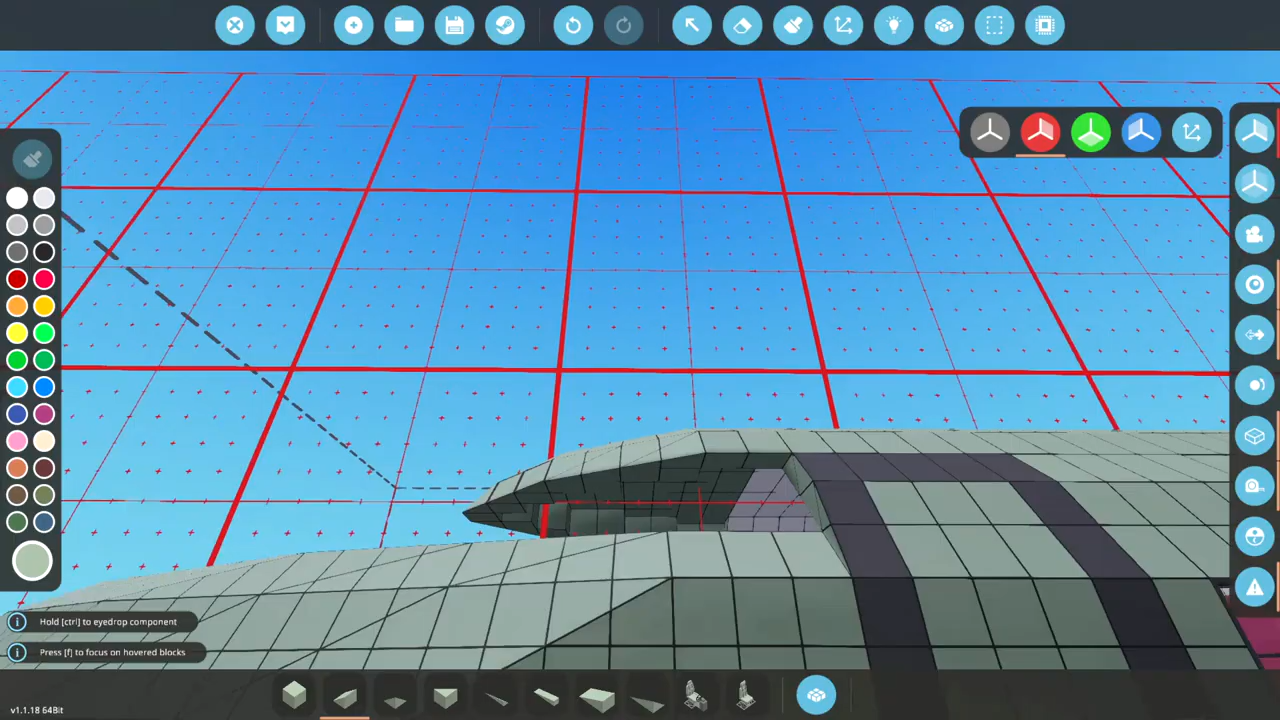 Hold [ctrl] to eyedrop component
Press [f] to focus on hovered blocks
v1.1.18 64Bit